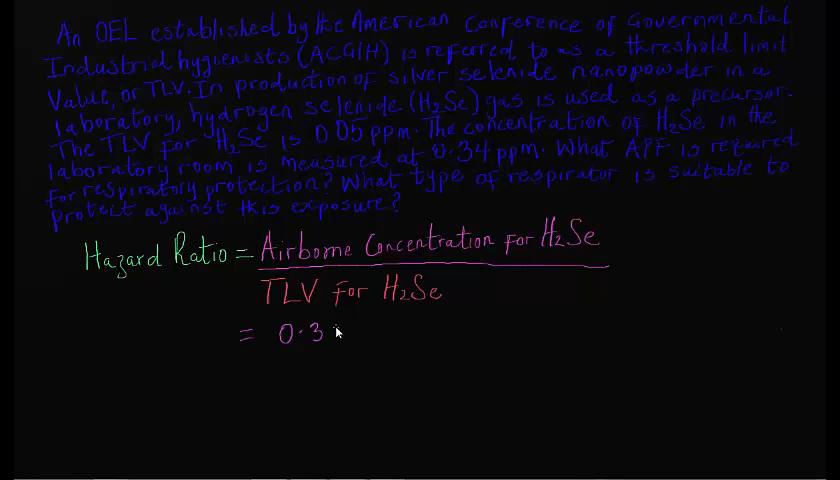 An OEL established by the American Conference of Governmental
Industrial hygienists (ACGIH) is referred to as a threshold limit
Value, or TLV. In production of silver selenide nanopowder in a
laboratory, hydrogen selenide (H₂Se) gas is used as a precursor.
The TLV for H₂Se is 0.05 ppm. The concentration of H₂Se in the
laboratory room is measured at 0.34 ppm. What APF is required
for respiratory protection? What type of respirator is suitable to
protect against this exposure?
Hazard Ratio = Airborne Concentration for H₂Se
TLV for H₂Se
= 0.3